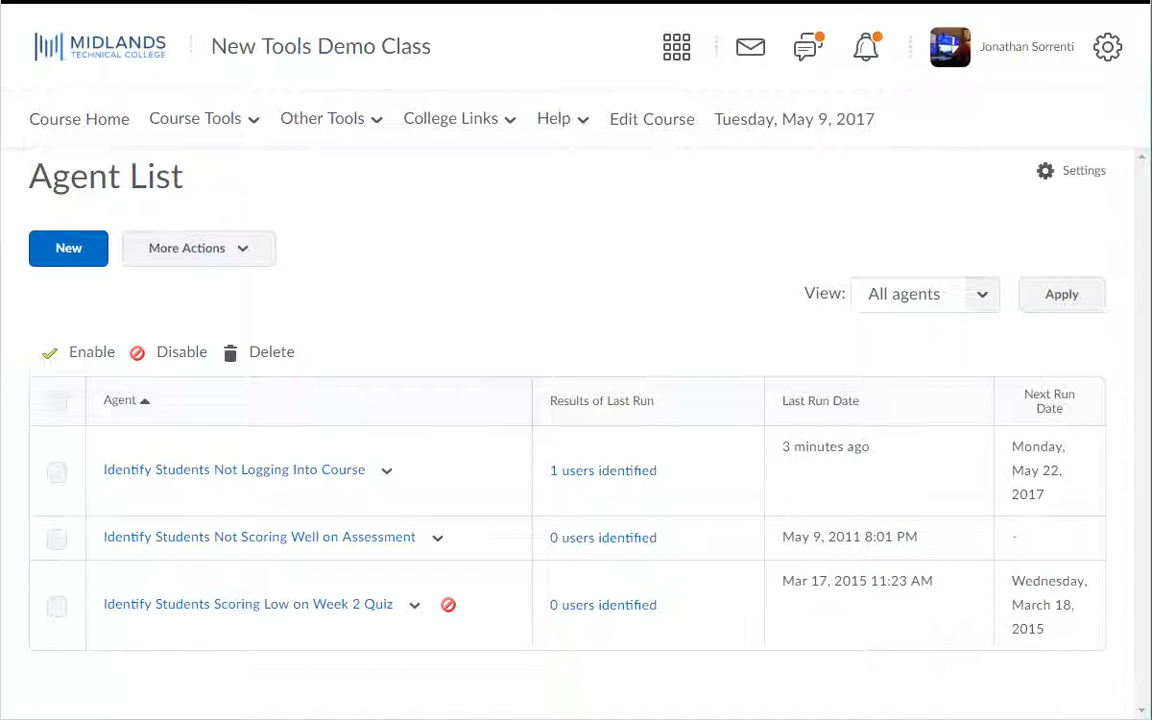 MIDLANDS
TECHNICAL COLLEGE
New Tools Demo Class
Jonathan Sorrenti
Course Home Course Tools Other Tools College Links Help Edit Course Tuesday, May 9, 2017
Agent List
Settings
New More Actions
View: All agents Apply
Enable Disable Delete
Agent Results of Last Run Last Run Date Next Run
Date
Identify Students Not Logging Into Course 1 users identified 3 minutes ago Monday,
May 22,
2017
Identify Students Not Scoring Well on Assessment 0 users identified May 9, 2011 8:01 PM -
Identify Students Scoring Low on Week 2 Quiz 0 users identified Mar 17, 2015 11:23 AM Wednesday,
March 18,
2015